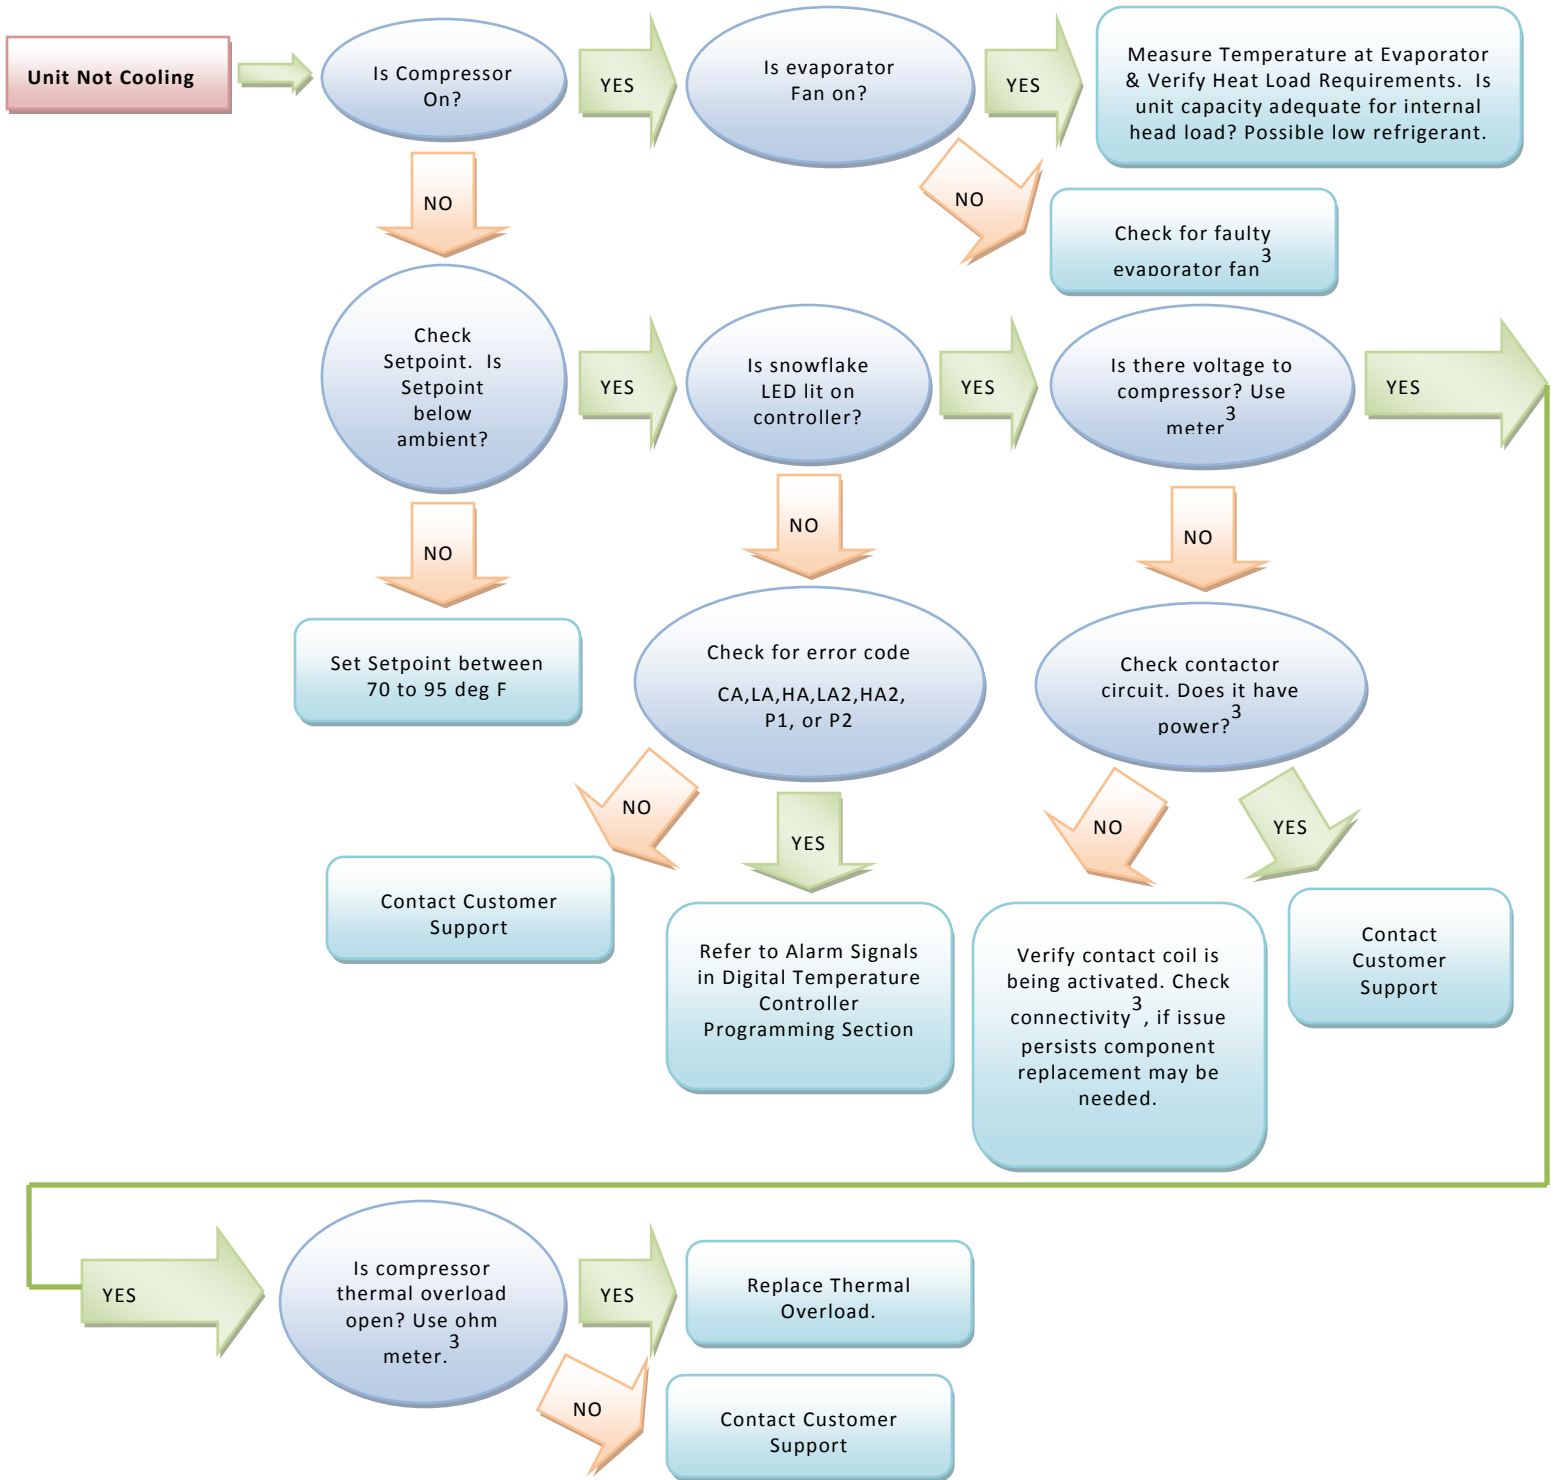 Unit Not Cooling
Is Compressor
On?
YES
Is evaporator
Fan on?
YES
Measure Temperature at Evaporator
& Verify Heat Load Requirements. Is
unit capacity adequate for internal
head load? Possible low refrigerant.
NO
NO
Check for faulty
evaporator fan3
Check
Setpoint. Is
Setpoint
below
ambient?
YES
Is snowflake
LED lit on
controller?
YES
Is there voltage to
compressor? Use
meter3
YES
NO
NO
NO
Set Setpoint between
70 to 95 deg F
Check for error code
CA,LA,HA,LA2,HA2,
P1, or P2
Check contactor
circuit. Does it have
power?3
NO
YES
NO
YES
Contact Customer
Support
Refer to Alarm Signals
in Digital Temperature
Controller
Programming Section
Verify contact coil is
being activated. Check
connectivity3, if issue
persists component
replacement may be
needed.
Contact
Customer
Support
YES
Is compressor
thermal overload
open? Use ohm
meter.3
YES
Replace Thermal
Overload.
NO
Contact Customer
Support